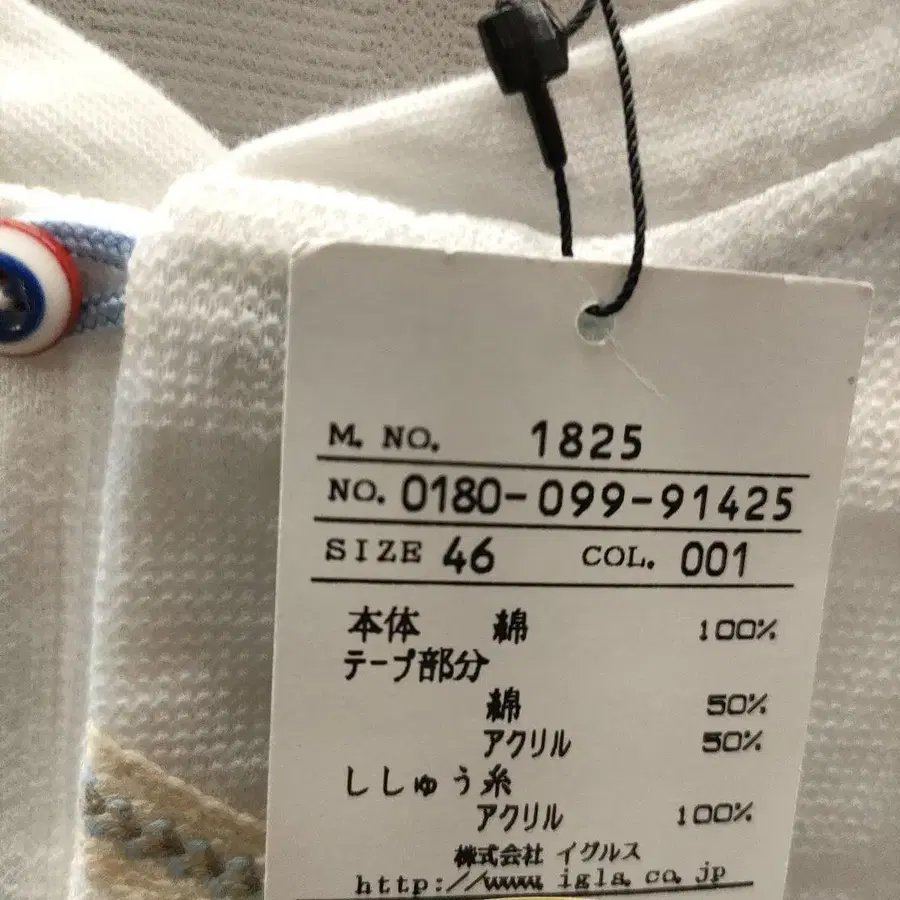 M. NO. 1825
NO. 0180-099-91425
SIZE 46 COL. 001
本体 綿 100%
テープ部分
綿 50%
アクリル 50%
ししゅう糸
アクリル 100%
株式会社 イグルス
http://www.igls.co.jp